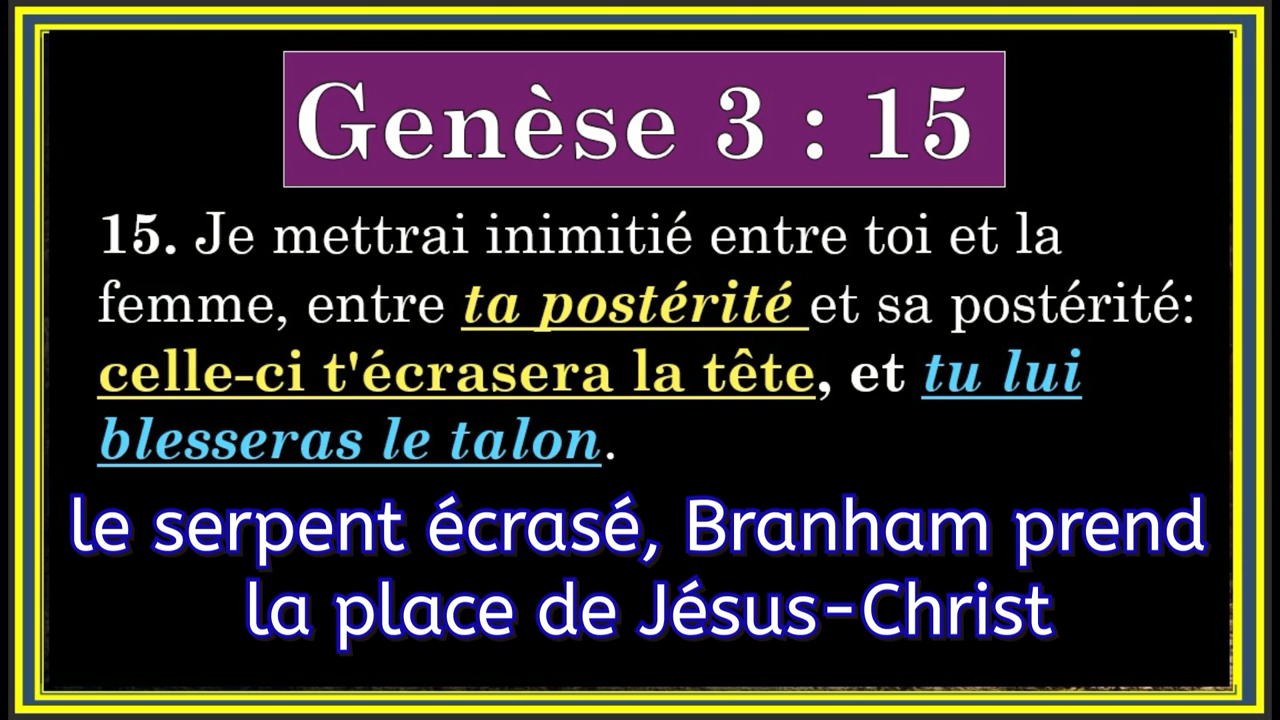 Genèse 3 : 15
15. Je mettrai inimitié entre toi et la
femme, entre ta postérité et sa postérité:
celle-ci t'écrasera la tête, et tu lui
blesseras le talon.
le serpent écrasé, Branham prend
la place de Jésus-Christ